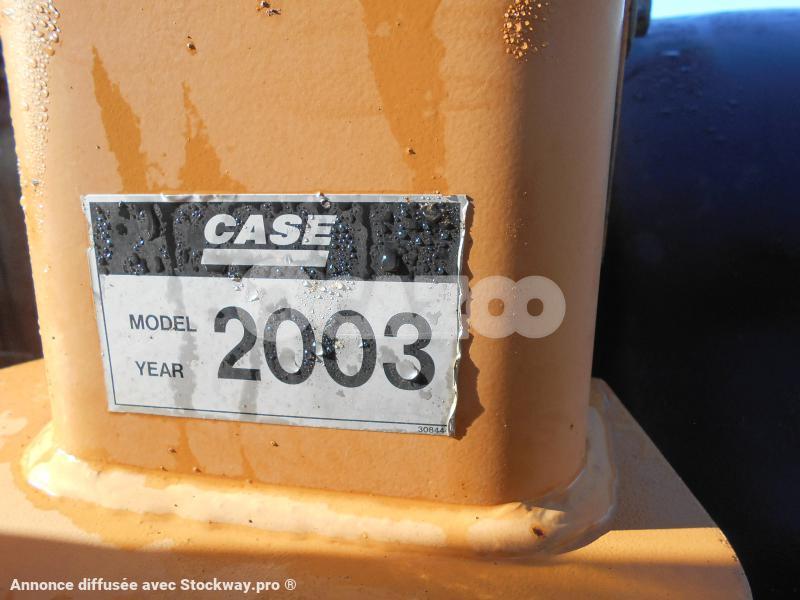 CASE
MODEL
YEAR
2003
30844
Annonce diffusée avec Stockway.pro ®